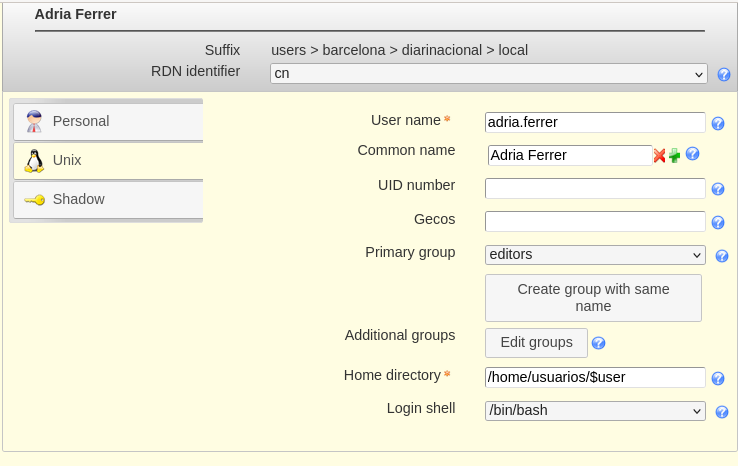 Adria Ferrer
Suffix users > barcelona > diarinacional > local
RDN identifier cn
Personal
Unix
Shadow
User name* adria.ferrer
Common name Adria Ferrer
UID number
Gecos
Primary group editors
Create group with same
name
Additional groups Edit groups
Home directory* /home/usuarios/$user
Login shell /bin/bash